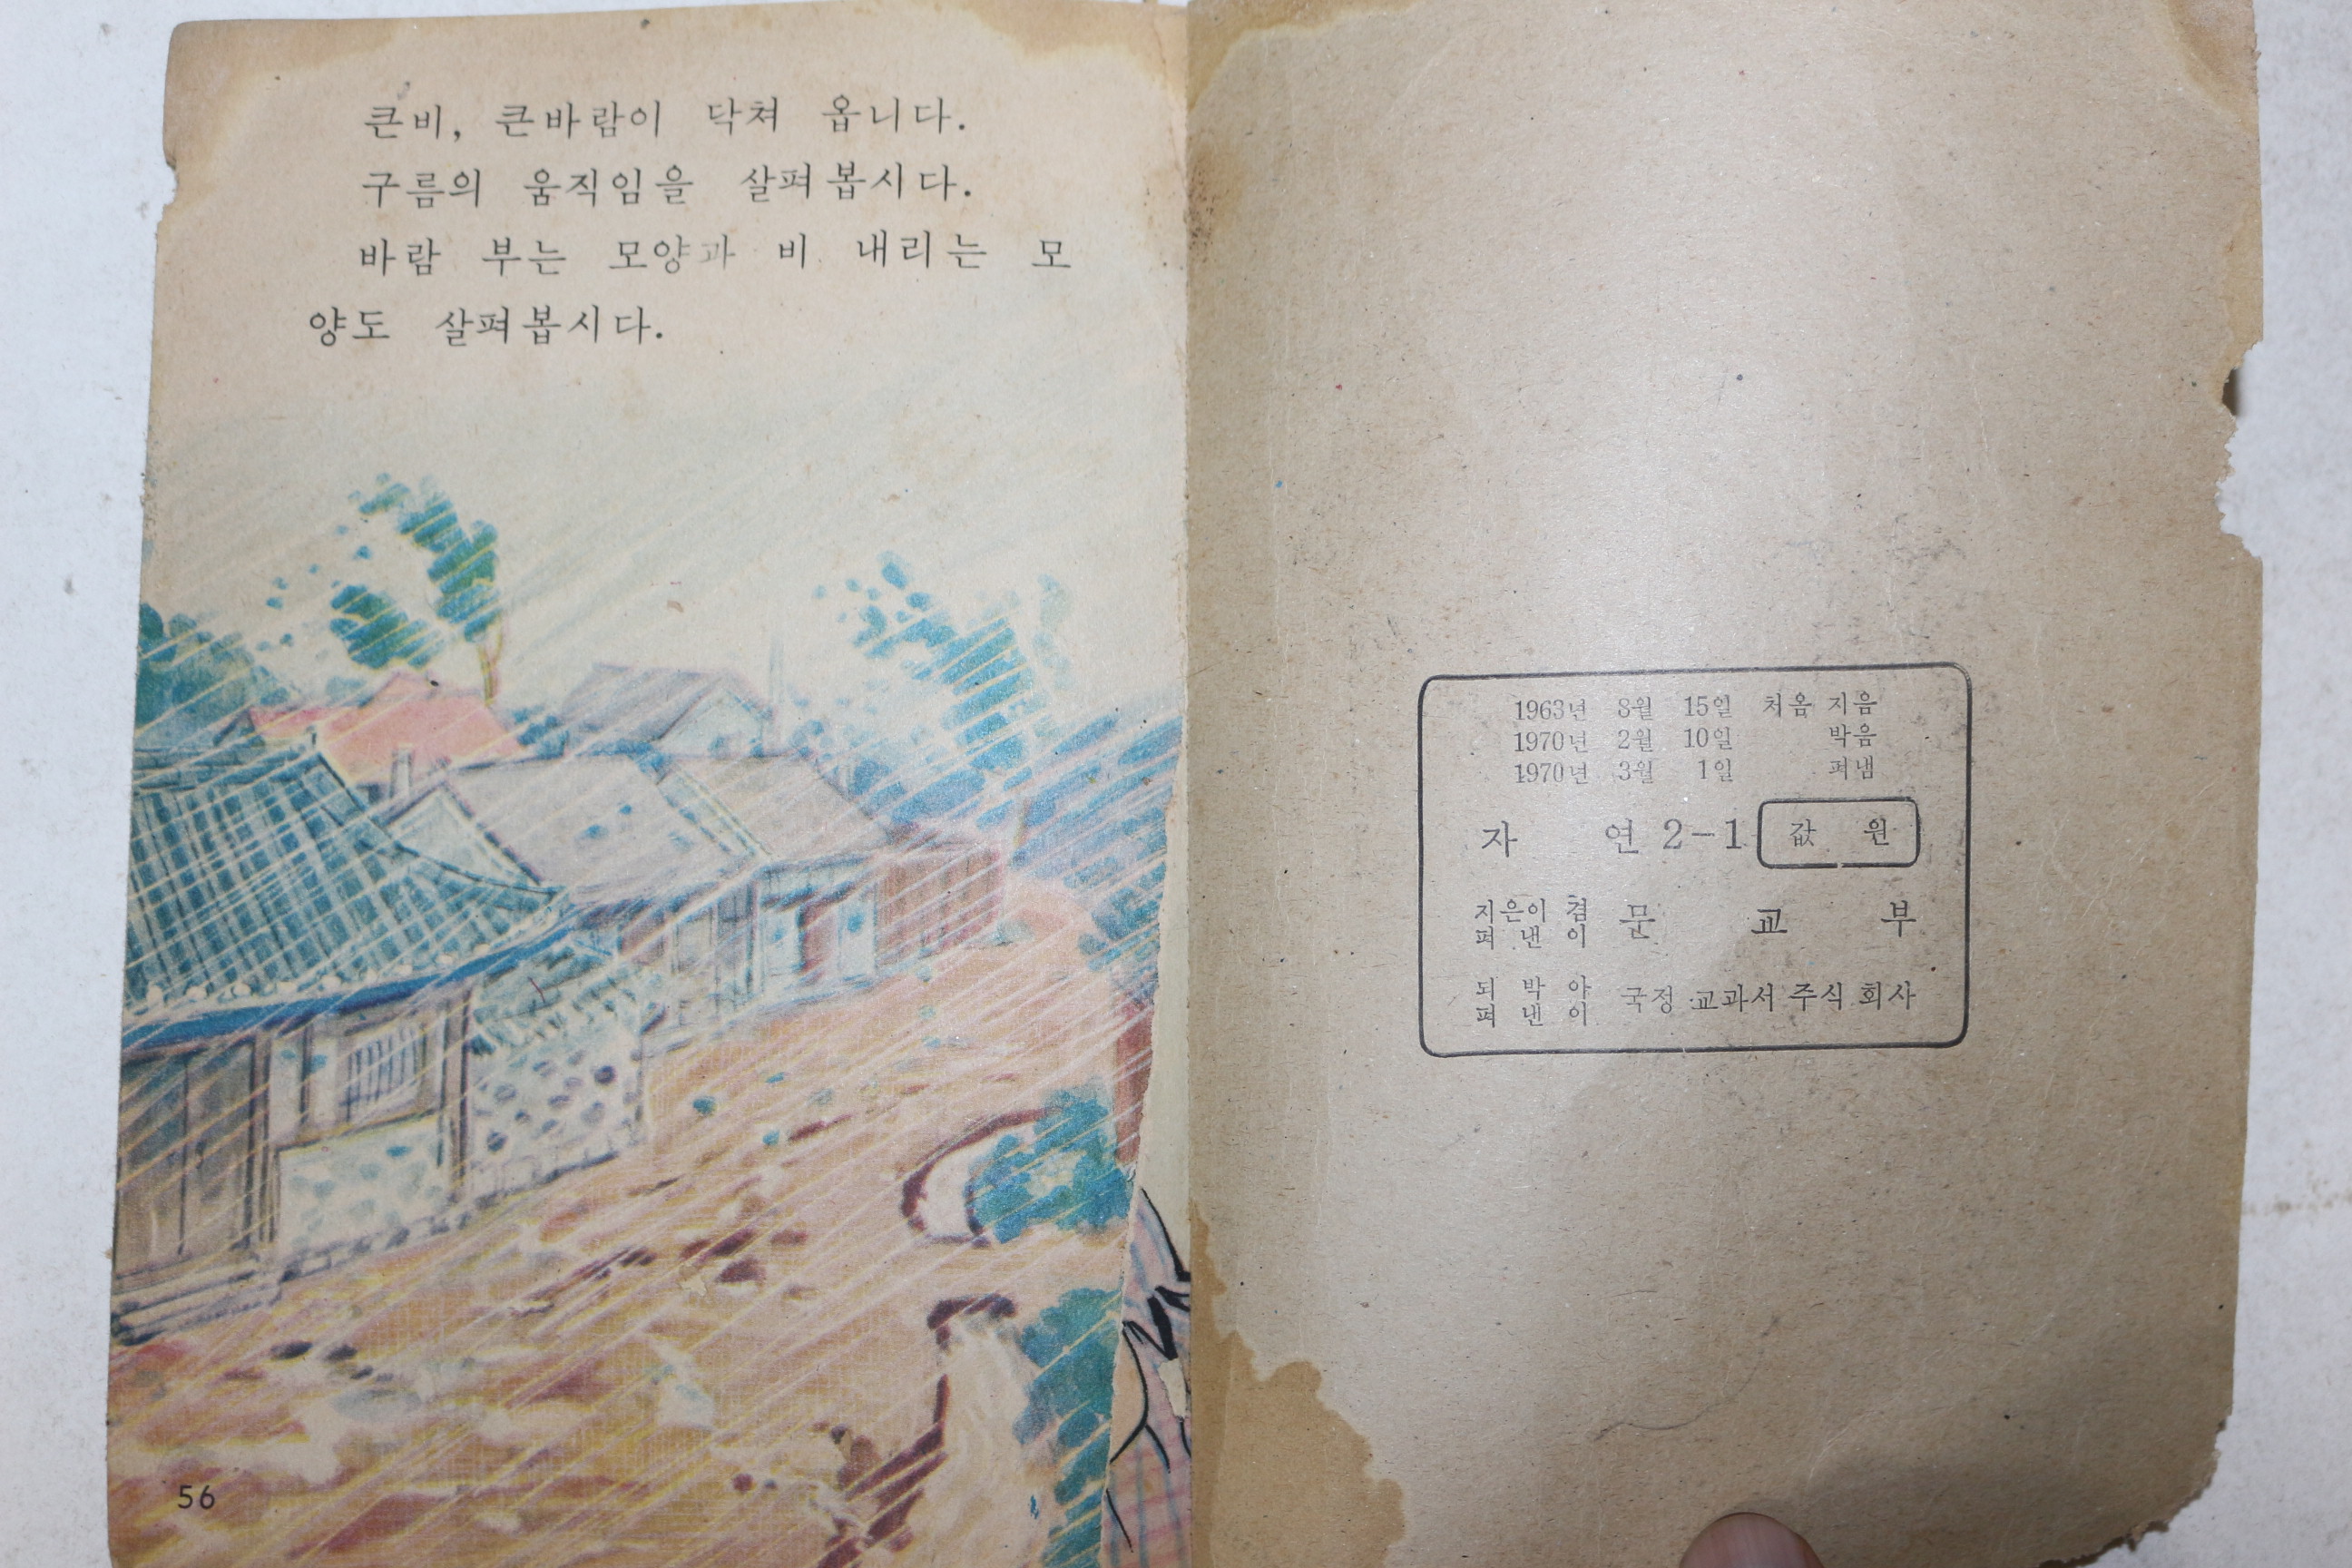 큰비, 큰바람이 닥쳐 옵니다.
구름의 움직임을 살펴봅시다.
바람 부는 모양과 비 내리는 모
양도 살펴봅시다.
56
1963년 8월 15일 처음 지음
1970년 2월 10일 박음
1970년 3월 1일 펴냄
자 연 2-1 값 원
지은이 겸
펴 낸 이 문 교 부
되 박 아
펴 낸 이 국정 교과서 주식 회사